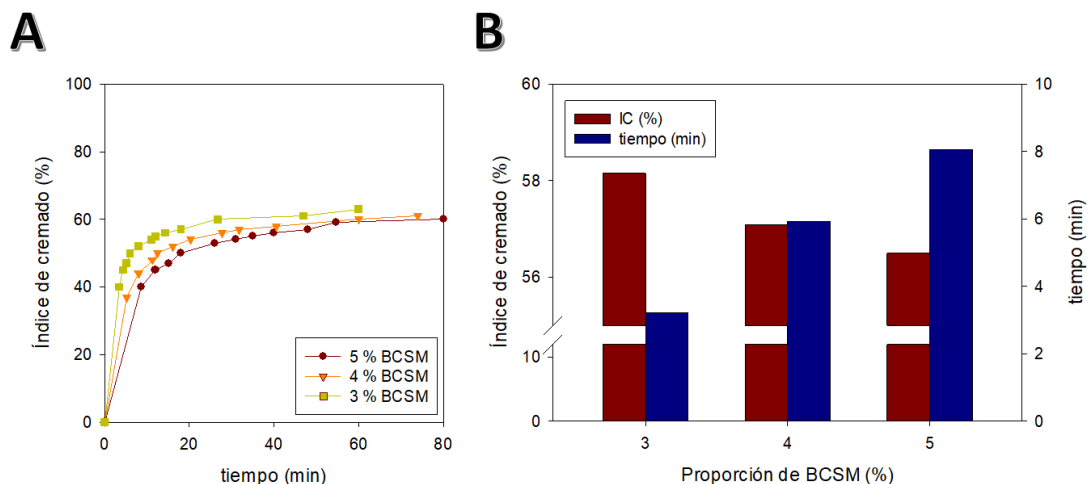 A
Índice de cremado (%)
100
80
60
40
20
0
0 20 40 60 80
tiempo (min)
5 % BCSM
4 % BCSM
3 % BCSM
B
Índice de cremado (%)
60
58
56
10
0
IC (%)
tiempo (min)
3 4 5
Proporción de BCSM (%)
10
8
6
4
2
0
tiempo (min)